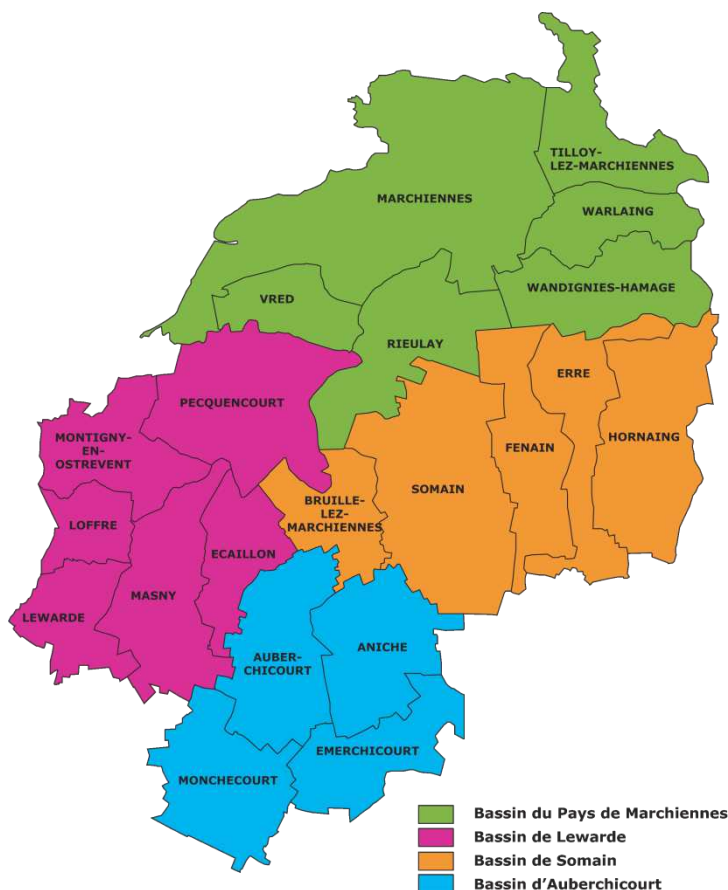 TILLOY-
LEZ-MARCHIENNES
MARCHIENNES
WARLAING
WANDIGNIES-HAMAGE
VRED
RIEULAY
ERRE
PECQUENCOURT
MONTIGNY-
EN-
OSTREVENT
HORNAING
FENAIN
SOMAIN
BRUILLE-
LEZ-
MARCHIENNES
LOFFRE
ECAILLON
MASNY
LEWARDE
ANICHE
AUBER-
CHICOURT
EMERCHICOURT
MONCHECOURT
Bassin du Pays de Marchiennes
Bassin de Lewarde
Bassin de Somain
Bassin d'Auberchicourt